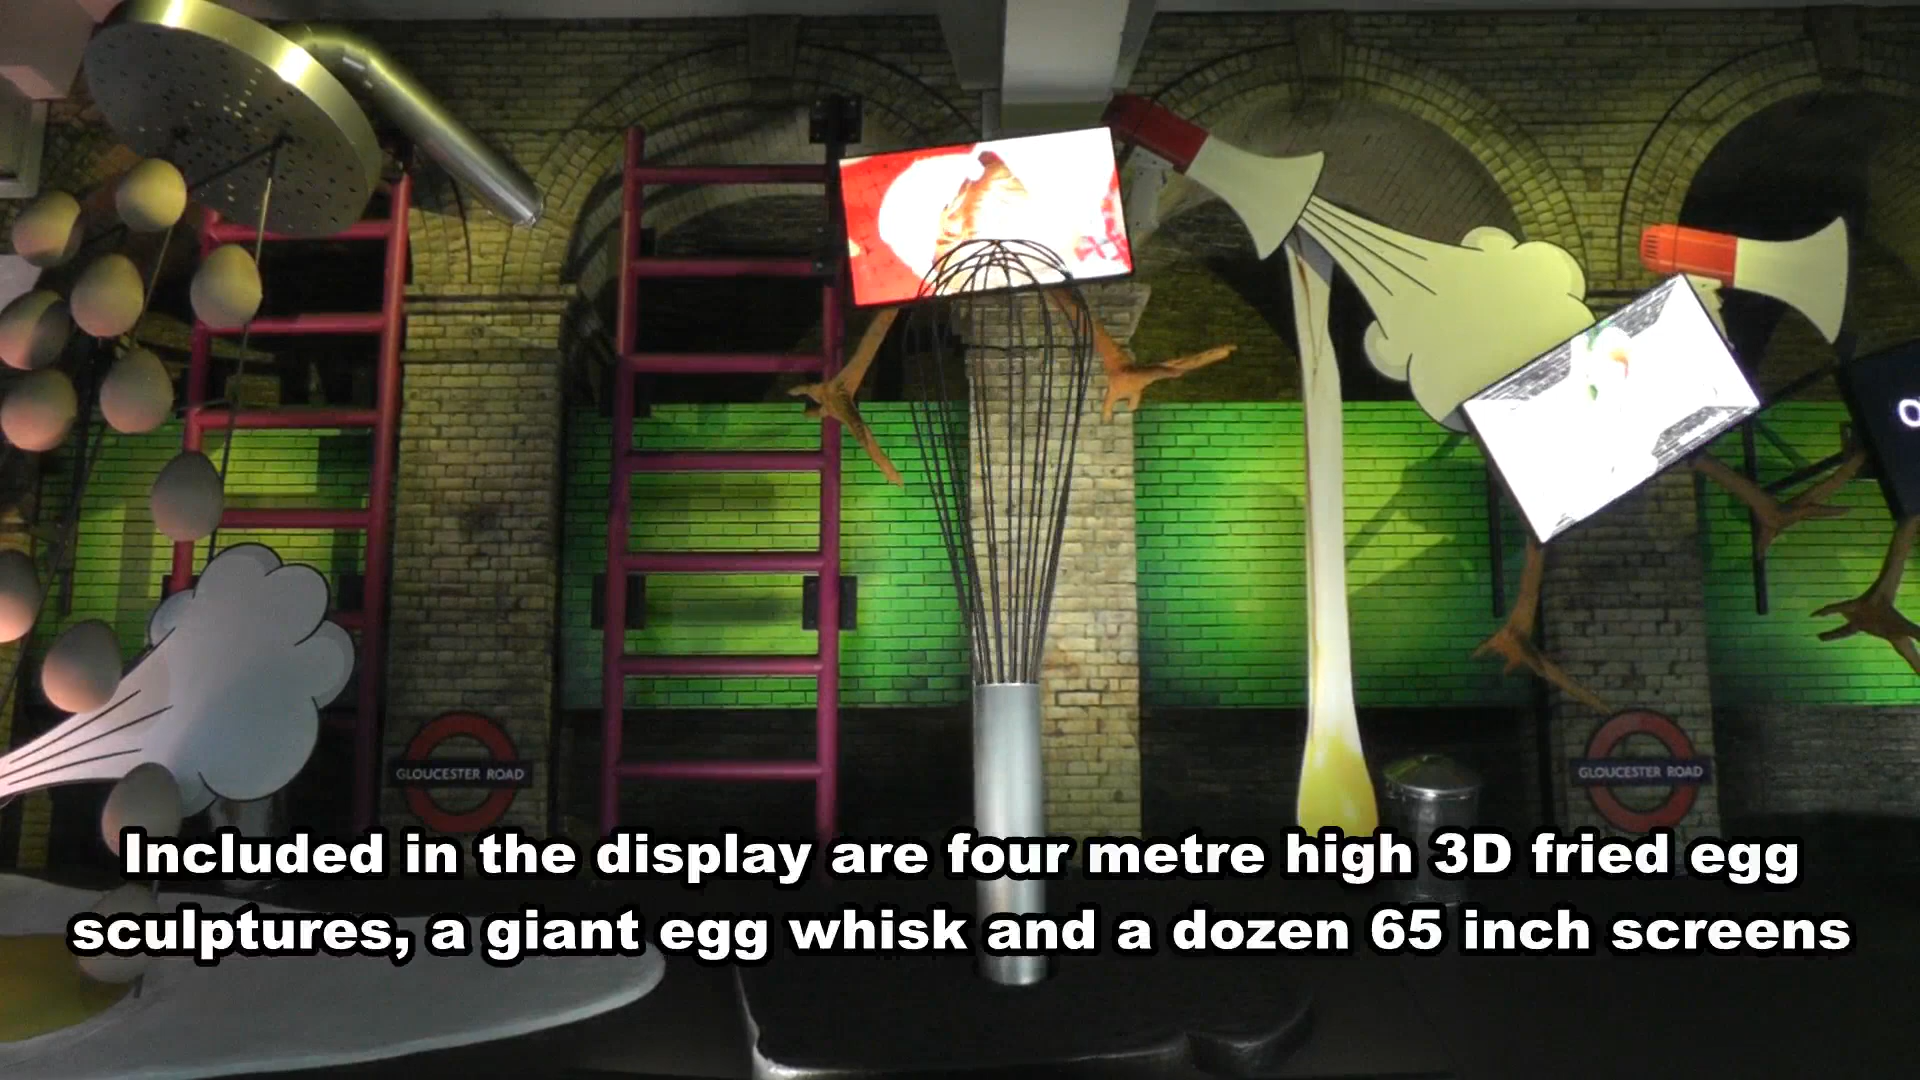 GLOUCESTER ROAD
GLOUCESTER ROAD
Included in the display are four metre high 3D fried egg
sculptures, a giant egg whisk and a dozen 65 inch screens